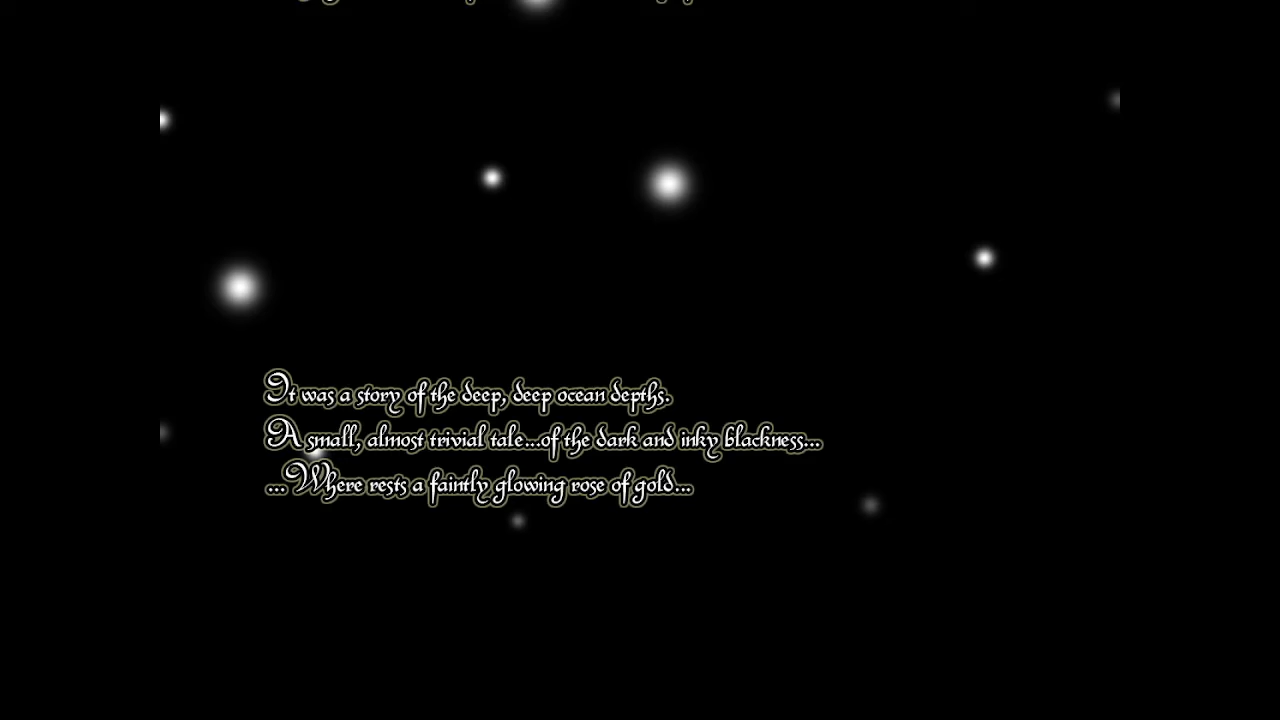 It was a story of the deep, deep ocean depths.
A small, almost trivial tale...of the dark and inky blackness...
...Where rests a faintly glowing rose of gold...